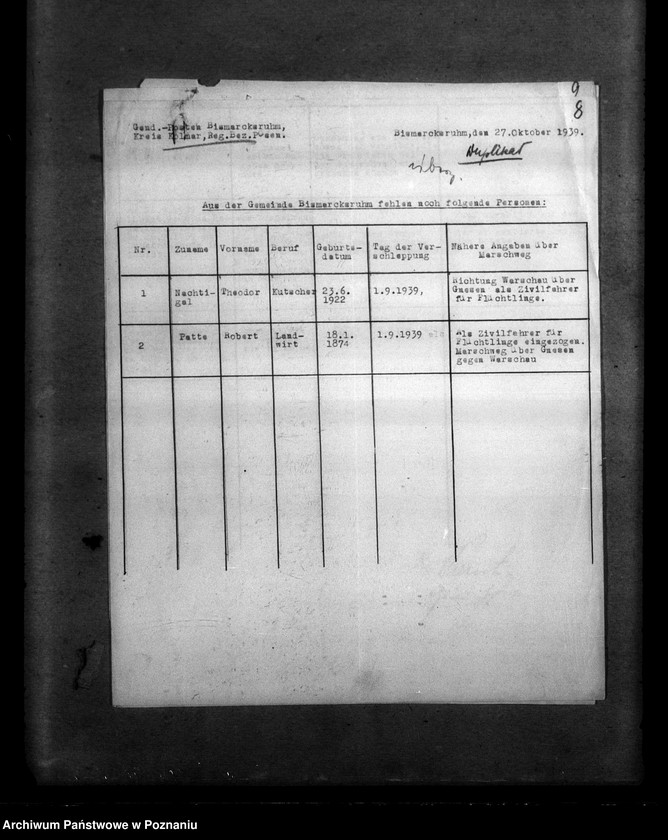 9
8
Gend.-Posten Bismarcksruhm,
Kreis Kolmar, Reg.Bez.Posen.
Bismarcksruhm,den 27.Oktober 1939.
Duplikat
Aus der Gemeinde Bismarcksruhm fehlen noch folgende Personen:
Nr. Zuname Vorname Beruf Geburts- Tag der Ver- Nähere Angaben über
datum schleppung Marschweg
1 Nachti- Theodor Kutscher 23.6. 1.9.1939, Richtung Warschau über
gal 1922 Gnesen als Zivilfahrer
für Flüchtlinge.
2 Patte Robert Land- 18.1. 1.9.1939 als Als Zivilfahrer für
wirt 1874 Flüchtlinge eingezogen.
Marschweg über Gnesen
gegen Warschau
Archiwum Państwowe w Poznaniu